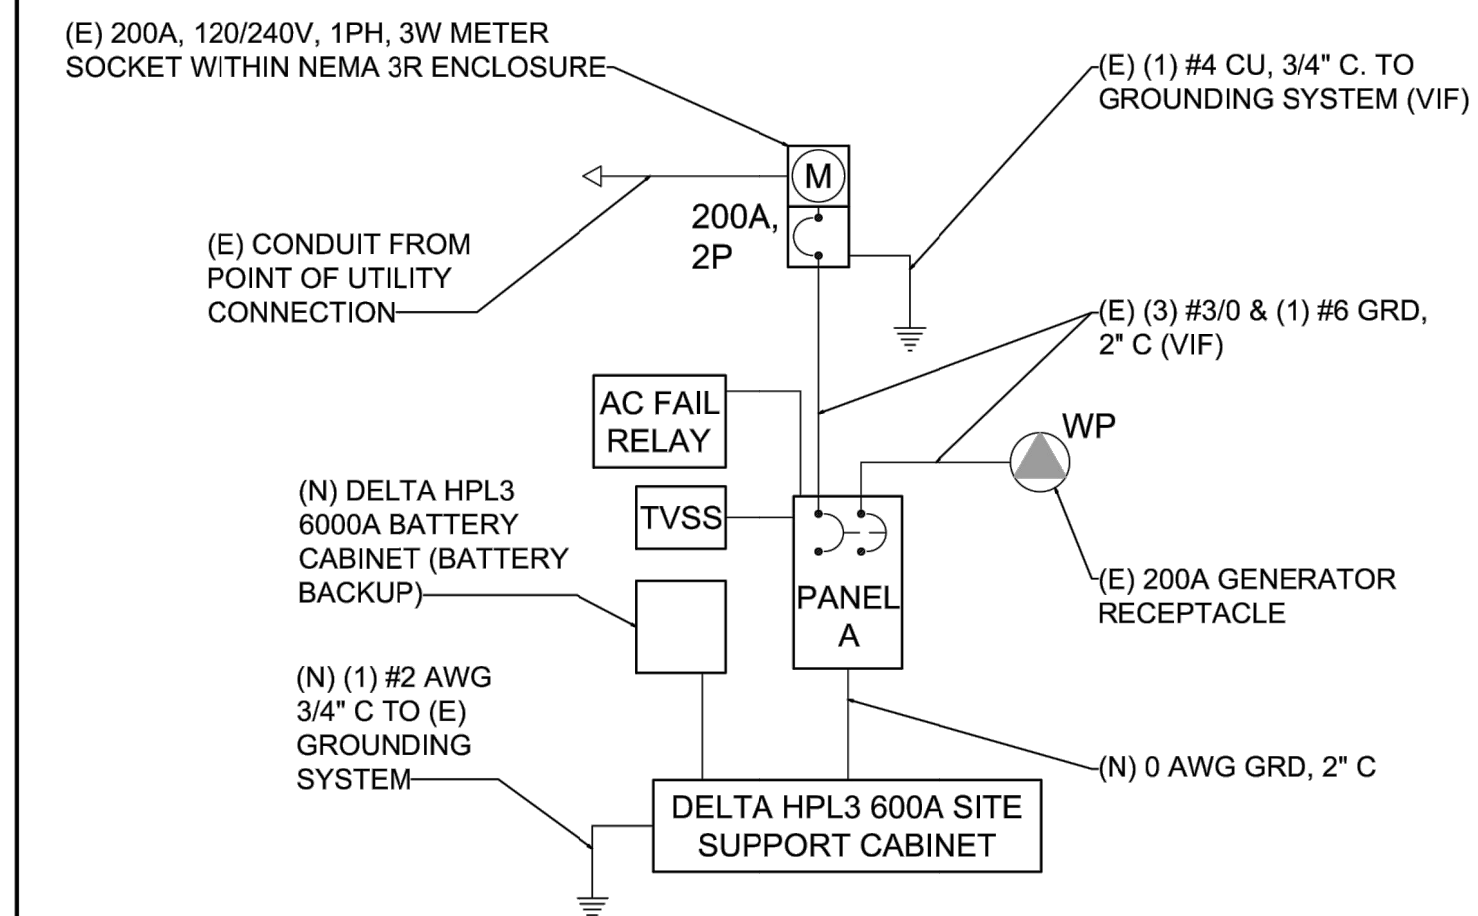 (E) 200A, 120/240V, 1PH, 3W METER
SOCKET WITHIN NEMA 3R ENCLOSURE
(E) (1) #4 CU, 3/4" C. TO
GROUNDING SYSTEM (VIF)
M
200A,
2P
(E) CONDUIT FROM
POINT OF UTILITY
CONNECTION
(E) (3) #3/0 & (1) #6 GRD,
2" C (VIF)
AC FAIL
RELAY
WP
(N) DELTA HPL3
6000A BATTERY
CABINET (BATTERY
BACKUP)
TVSS
PANEL
A
(E) 200A GENERATOR
RECEPTACLE
(N) (1) #2 AWG
3/4" C TO (E)
GROUNDING
SYSTEM
(N) 0 AWG GRD, 2" C
DELTA HPL3 600A SITE
SUPPORT CABINET